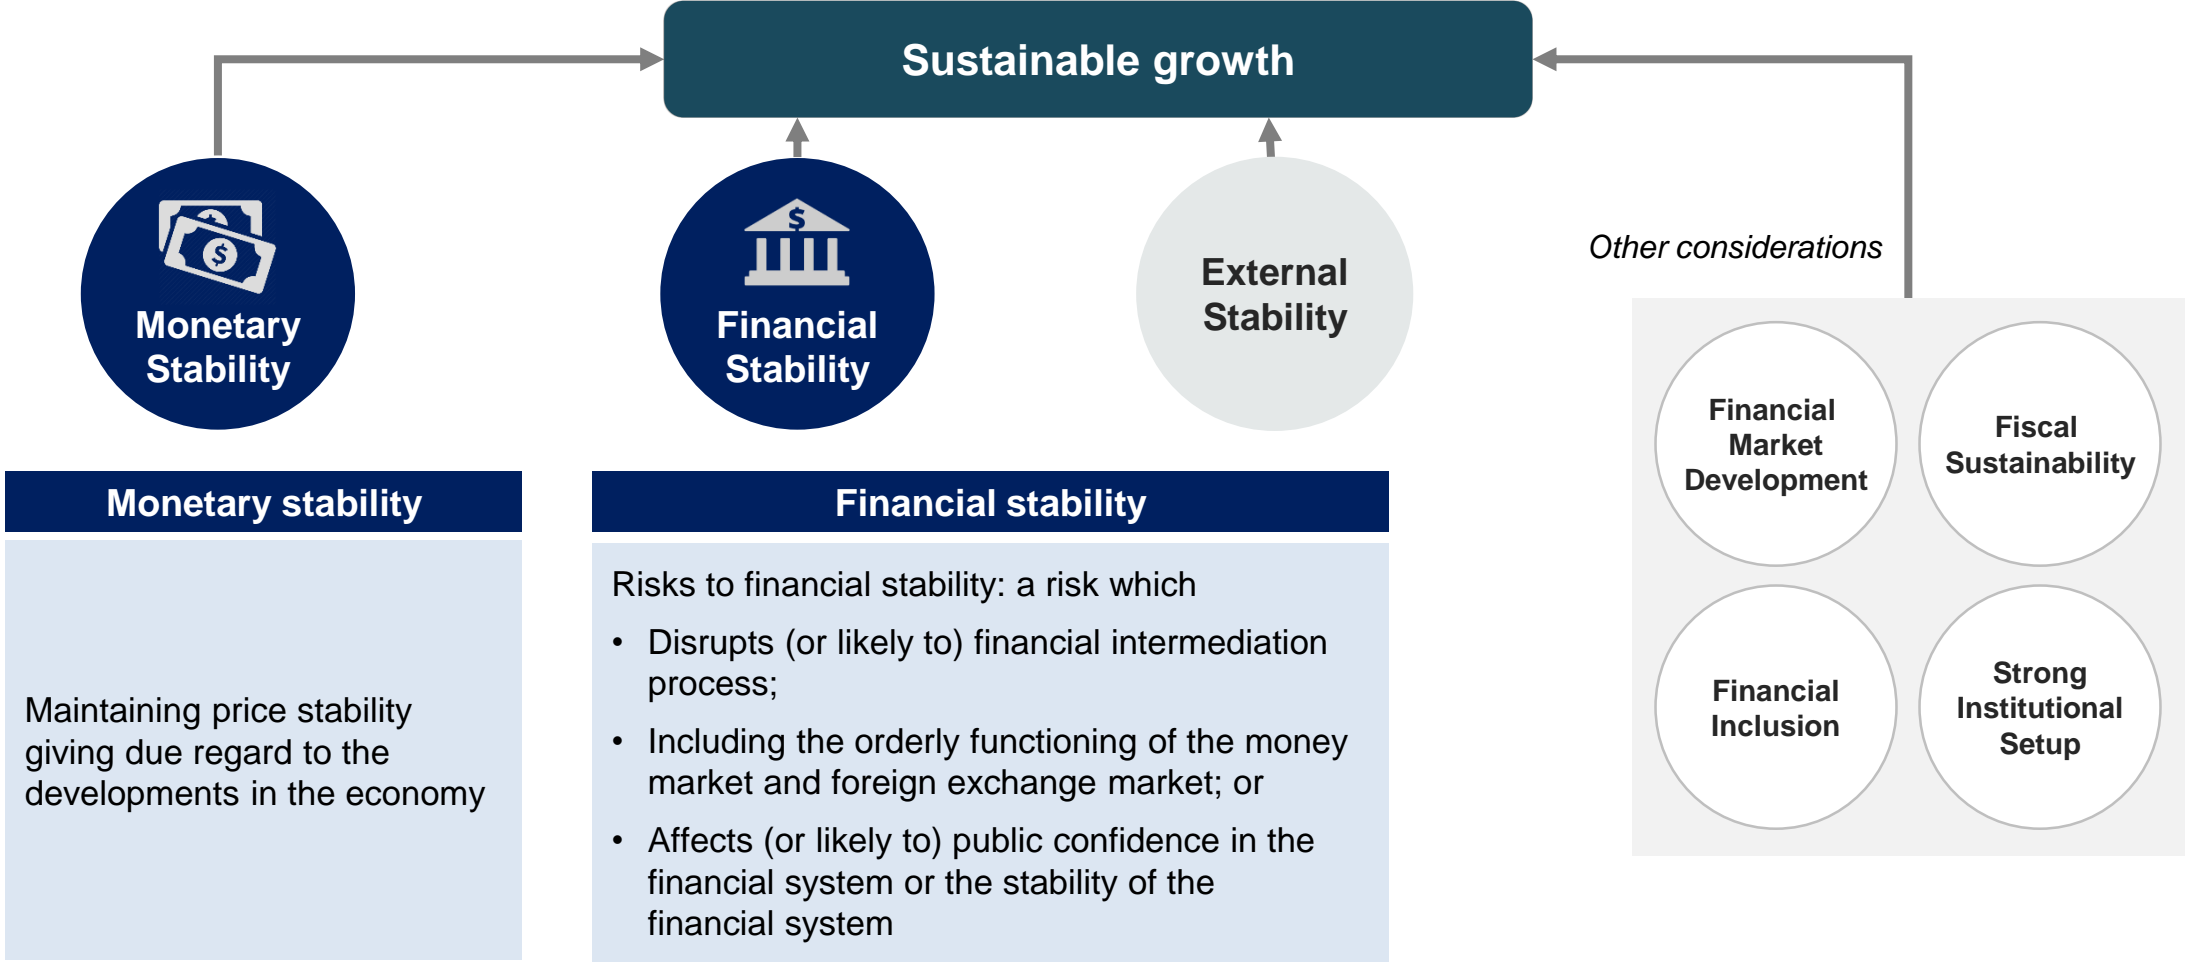 Sustainable growth
$
$
Monetary
Stability
$
Financial
Stability
External
Stability
Other considerations
Financial
Market
Development
Fiscal
Sustainability
Financial
Inclusion
Strong
Institutional
Setup
Monetary stability
Maintaining price stability
giving due regard to the
developments in the economy
Financial stability
Risks to financial stability: a risk which
• Disrupts (or likely to) financial intermediation
process;
• Including the orderly functioning of the money
market and foreign exchange market; or
• Affects (or likely to) public confidence in the
financial system or the stability of the
financial system